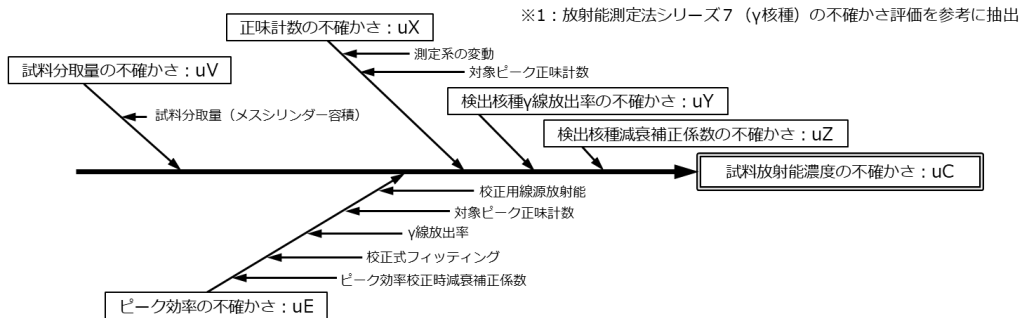 ※1：放射能測定法シリーズ７（γ核種）の不確かさ評価を参考に抽出
正味計数の不確かさ：uX
測定系の変動
対象ピーク正味計数
試料分取量の不確かさ：uV
試料分取量（メスシリンダー容積）
検出核種γ線放出率の不確かさ：uY
検出核種減衰補正係数の不確かさ：uZ
試料放射能濃度の不確かさ：uC
校正用線源放射能
対象ピーク正味計数
γ線放出率
校正式フィッティング
ピーク効率校正時減衰補正係数
ピーク効率の不確かさ：uE